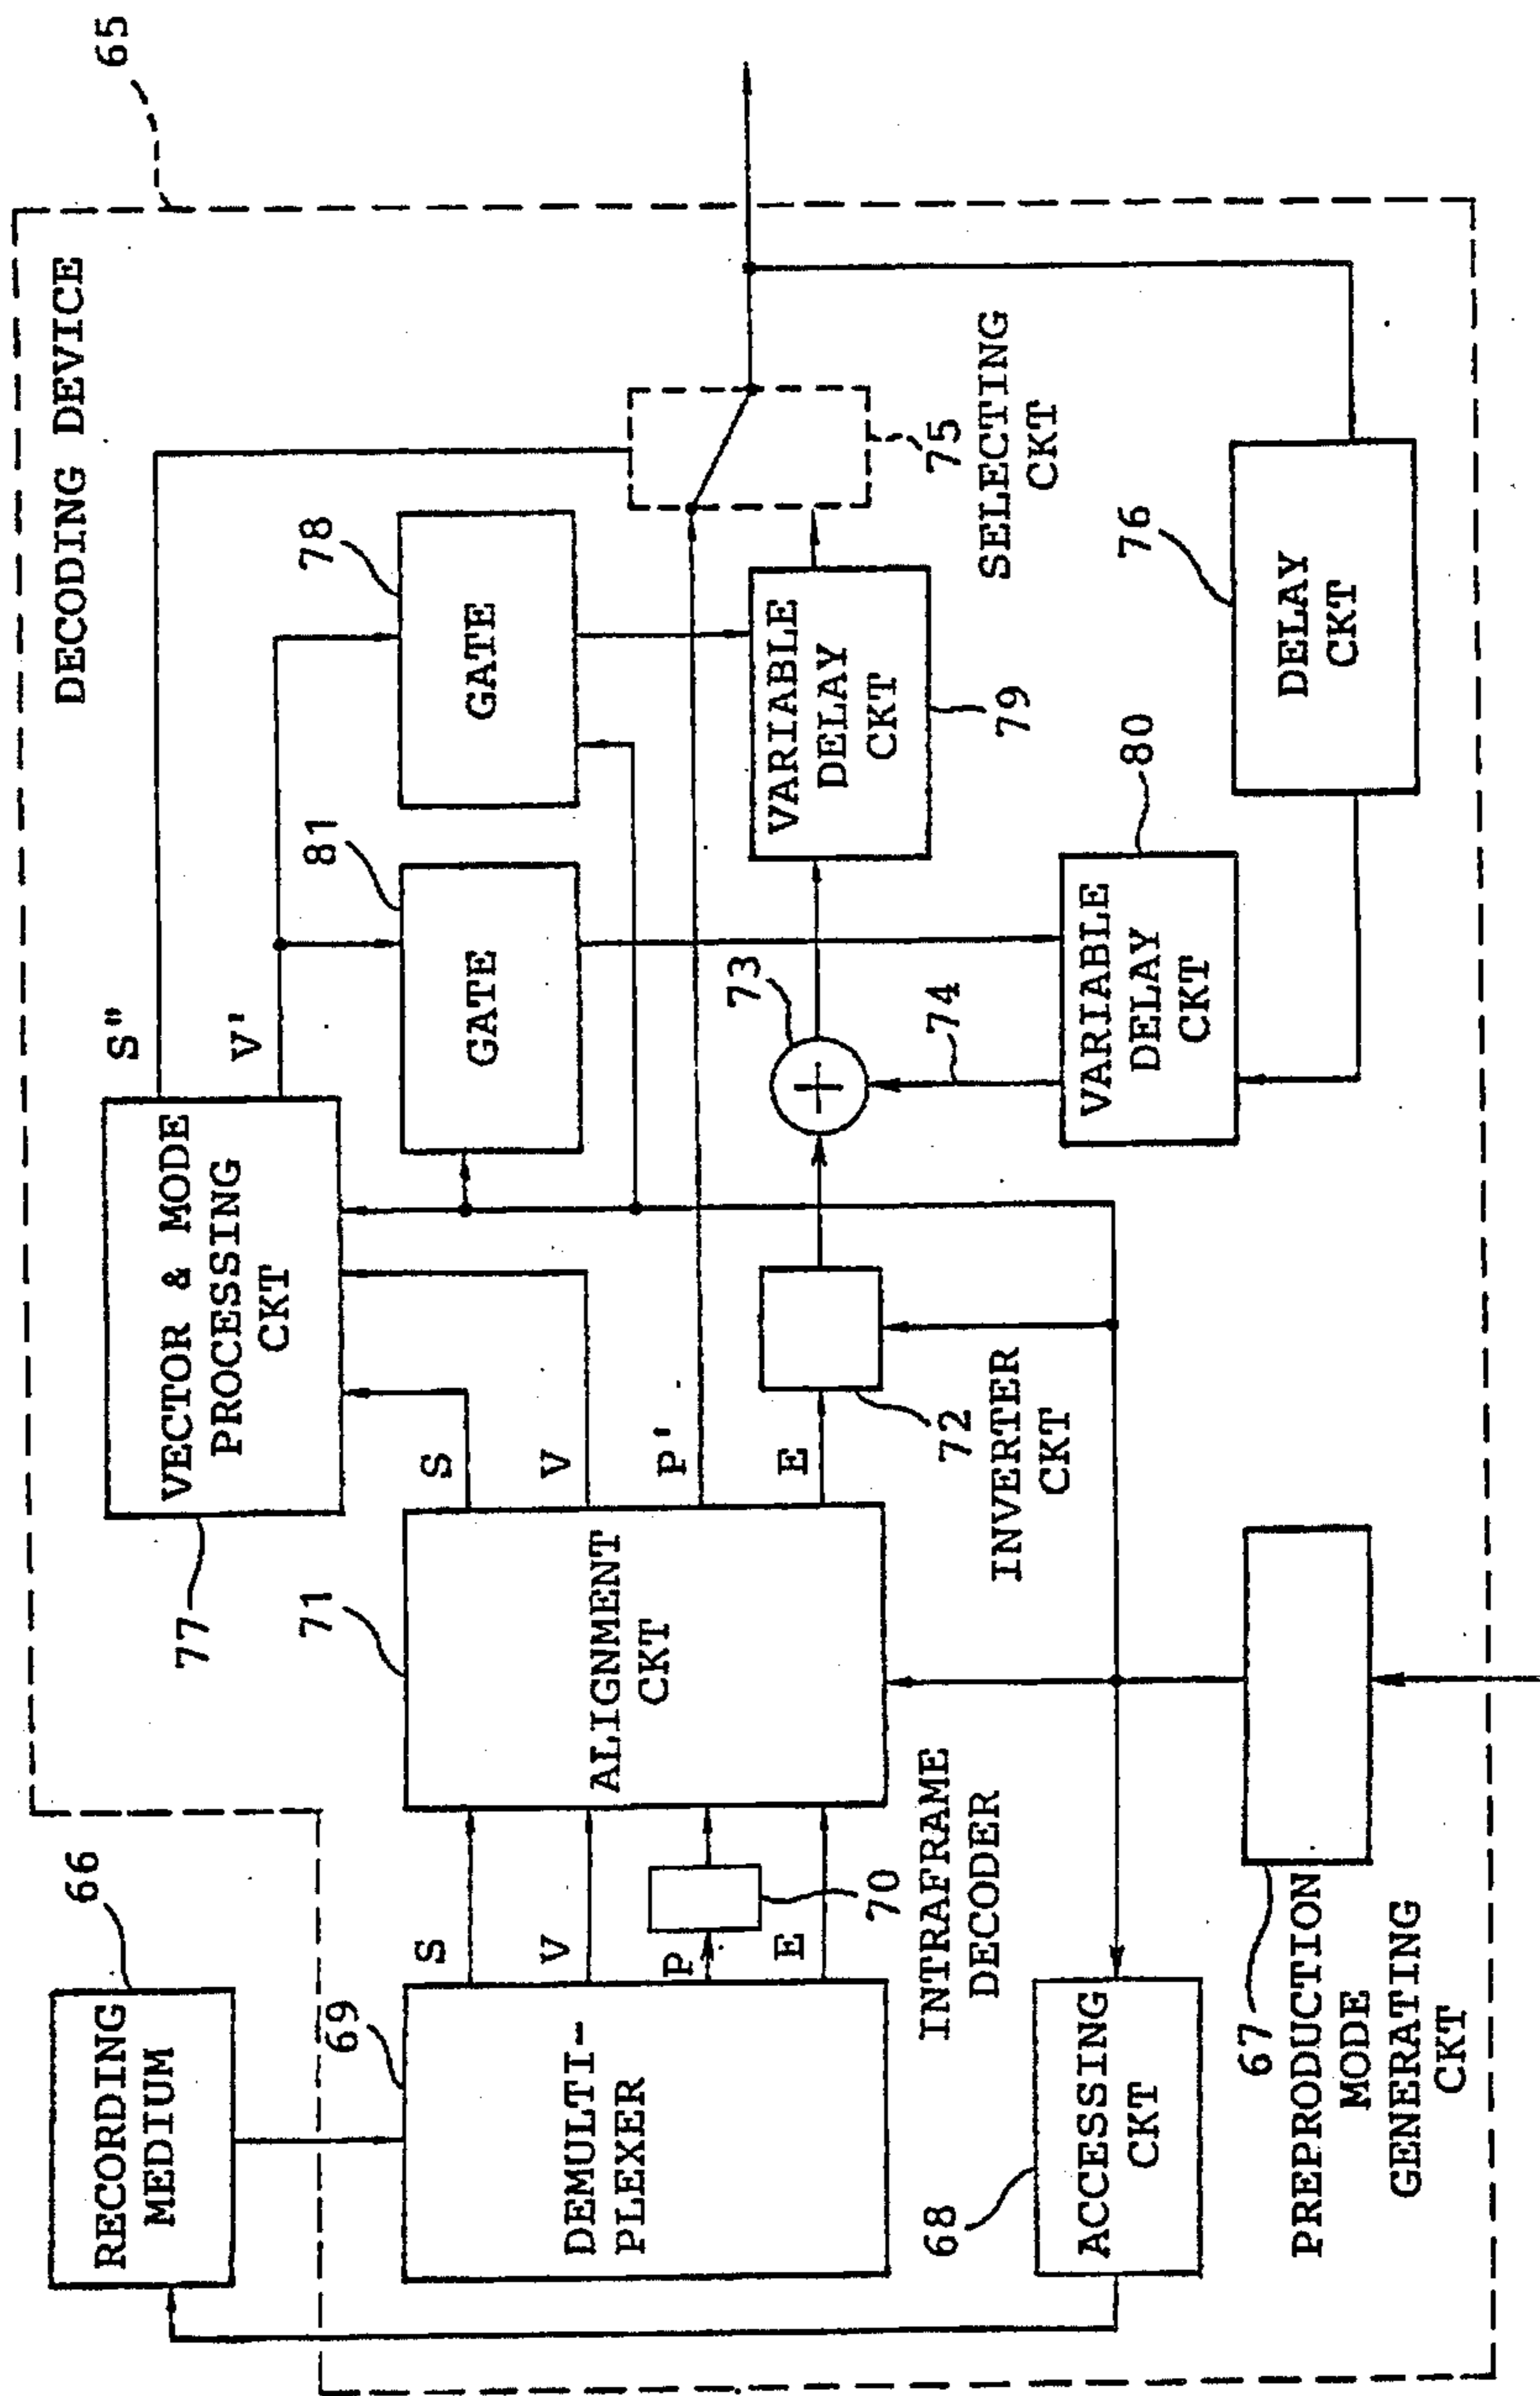 65
DECODING DEVICE
RECORDING
MEDIUM
66
VECTOR & MODE
PROCESSING
CKT
77
S"
V'
GATE
81
GATE
78
DEMULTI-
PLEXER
69
S
V
P
E
70
INTRAFRAME
DECODER
ALIGNMENT
CKT
71
S
V
P'
E
72
INVERTER
CKT
73
74
VARIABLE
DELAY
CKT
79
75
SELECTING
CKT
VARIABLE
DELAY
CKT
80
DELAY
CKT
76
ACCESSING
CKT
68
67
PREPRODUCTION
MODE
GENERATING
CKT